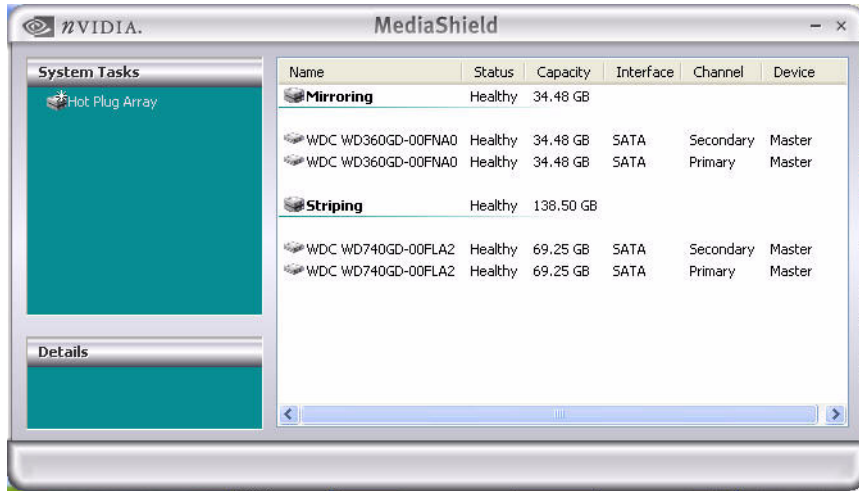 NVIDIA. MediaShield
System Tasks
Hot Plug Array
Details
Name Status Capacity Interface Channel Device
Mirroring Healthy 34.48 GB
WDC WD360GD-00FNA0 Healthy 34.48 GB SATA Secondary Master
WDC WD360GD-00FNA0 Healthy 34.48 GB SATA Primary Master
Striping Healthy 138.50 GB
WDC WD740GD-00FLA2 Healthy 69.25 GB SATA Secondary Master
WDC WD740GD-00FLA2 Healthy 69.25 GB SATA Primary Master